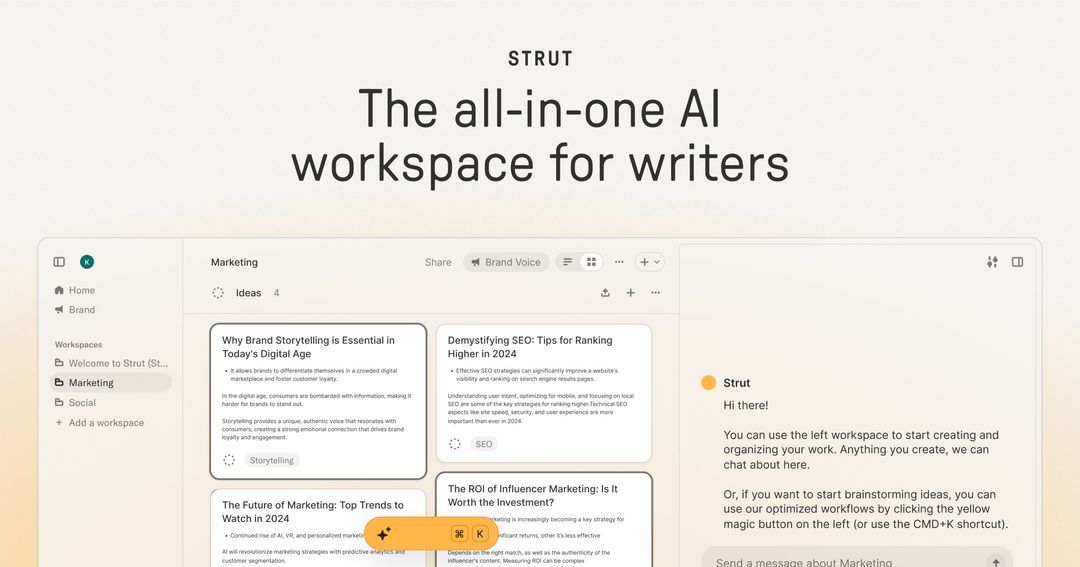 STRUT
The all-in-one AI
workspace for writers
K
Home
Brand
Workspaces
Welcome to Strut (St...
Marketing
Social
+ Add a workspace
Marketing
Share
Brand Voice
Ideas 4
Why Brand Storytelling is Essential in
Today's Digital Age
• It allows brands to differentiate themselves in a crowded digital
marketplace and foster customer loyalty.
In the digital age, consumers are bombarded with information, making it
harder for brands to stand out.
Storytelling provides a unique, authentic voice that resonates with
consumers, creating a strong emotional connection that drives brand
loyalty and engagement.
Storytelling
Demystifying SEO: Tips for Ranking
Higher in 2024
• Effective SEO strategies can significantly improve a website's
visibility and ranking on search engine results pages.
Understanding user intent, optimizing for mobile, and focusing on local
SEO are some of the key strategies for ranking higher.Technical SEO
aspects like site speed, security, and user experience are more
important than ever in 2024.
SEO
The Future of Marketing: Top Trends to
Watch in 2024
• Continued rise of AI, VR, and personalized
AI will revolutionize marketing strategies with predictive analytics and
customer segmentation.
The ROI of Influencer Marketing: Is It
Worth the Investment?
is increasingly becoming a key strategy for
returns, other it's less effective
Depends on the right match, as well as the authenticity of the
influencer's content. Measuring ROI can be complex
⌘ K
Strut
Hi there!
You can use the left workspace to start creating and
organizing your work. Anything you create, we can
chat about here.
Or, if you want to start brainstorming ideas, you can
use our optimized workflows by clicking the yellow
magic button on the left (or use the CMD+K shortcut).
Send a message about Marketing